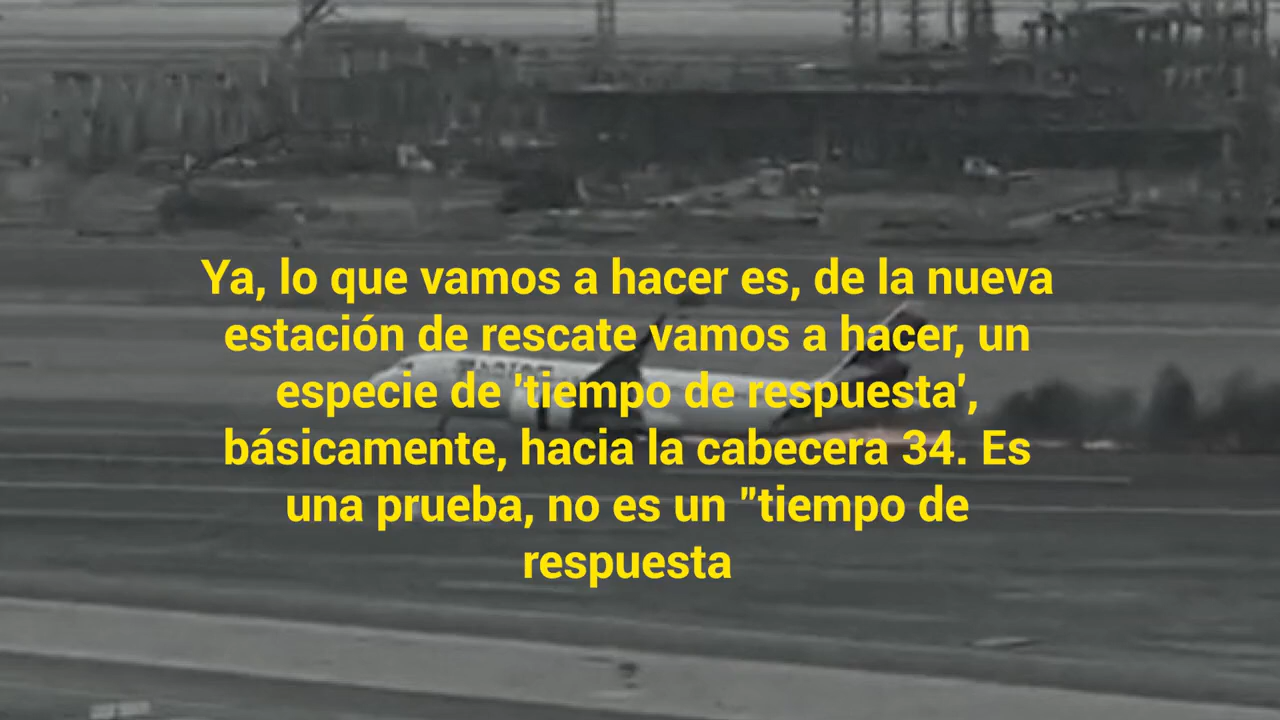 Ya, lo que vamos a hacer es, de la nueva
estación de rescate vamos a hacer, un
especie de 'tiempo de respuesta',
básicamente, hacia la cabecera 34. Es
una prueba, no es un "tiempo de
respuesta